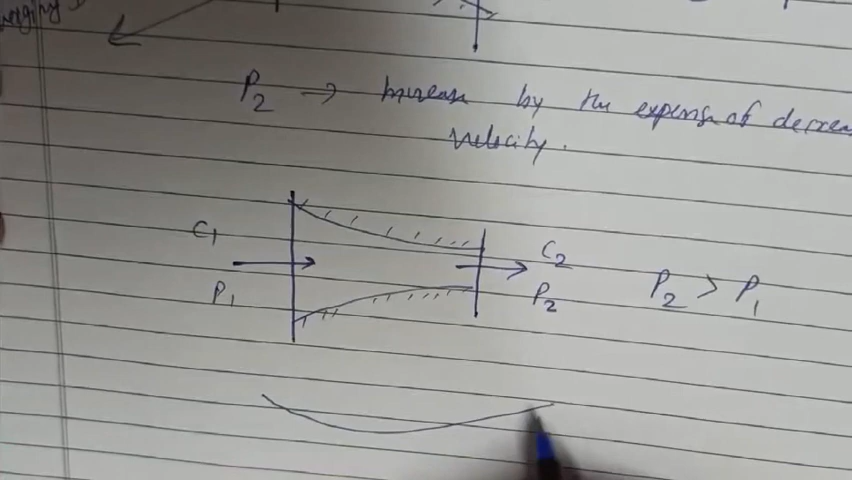 P2 → Increase by the expense of decrea
velocity.
C1
C2
P1
P2
P2 > P1